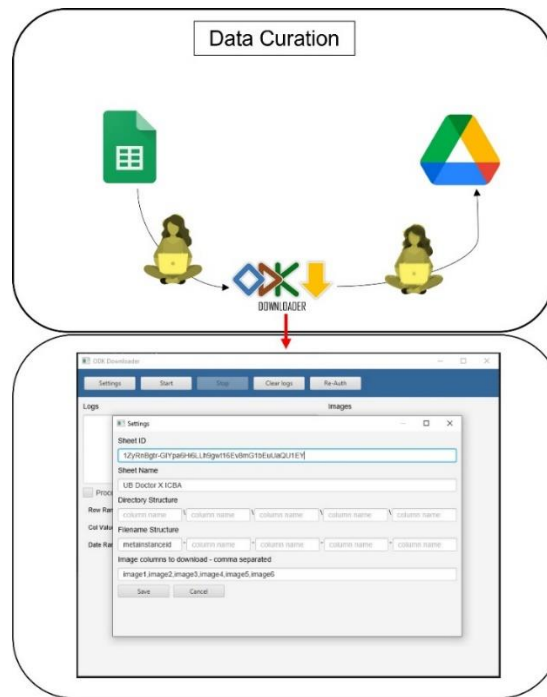 Data Curation
ODK
DOWNLOADER
ODK Downloader
Settings Start Stop Clear logs Re-Auth
Logs Images
Settings
Sheet ID
Sheet Name
UB Doctor X ICBA
Directory Structure
column name \ column name \ column name \ column name \ column name
Filename Structure
metainstanceid - column name - column name - column name - column name
Image columns to download - comma separated
image1,image2,image3,image4,image5,image6
Save Cancel